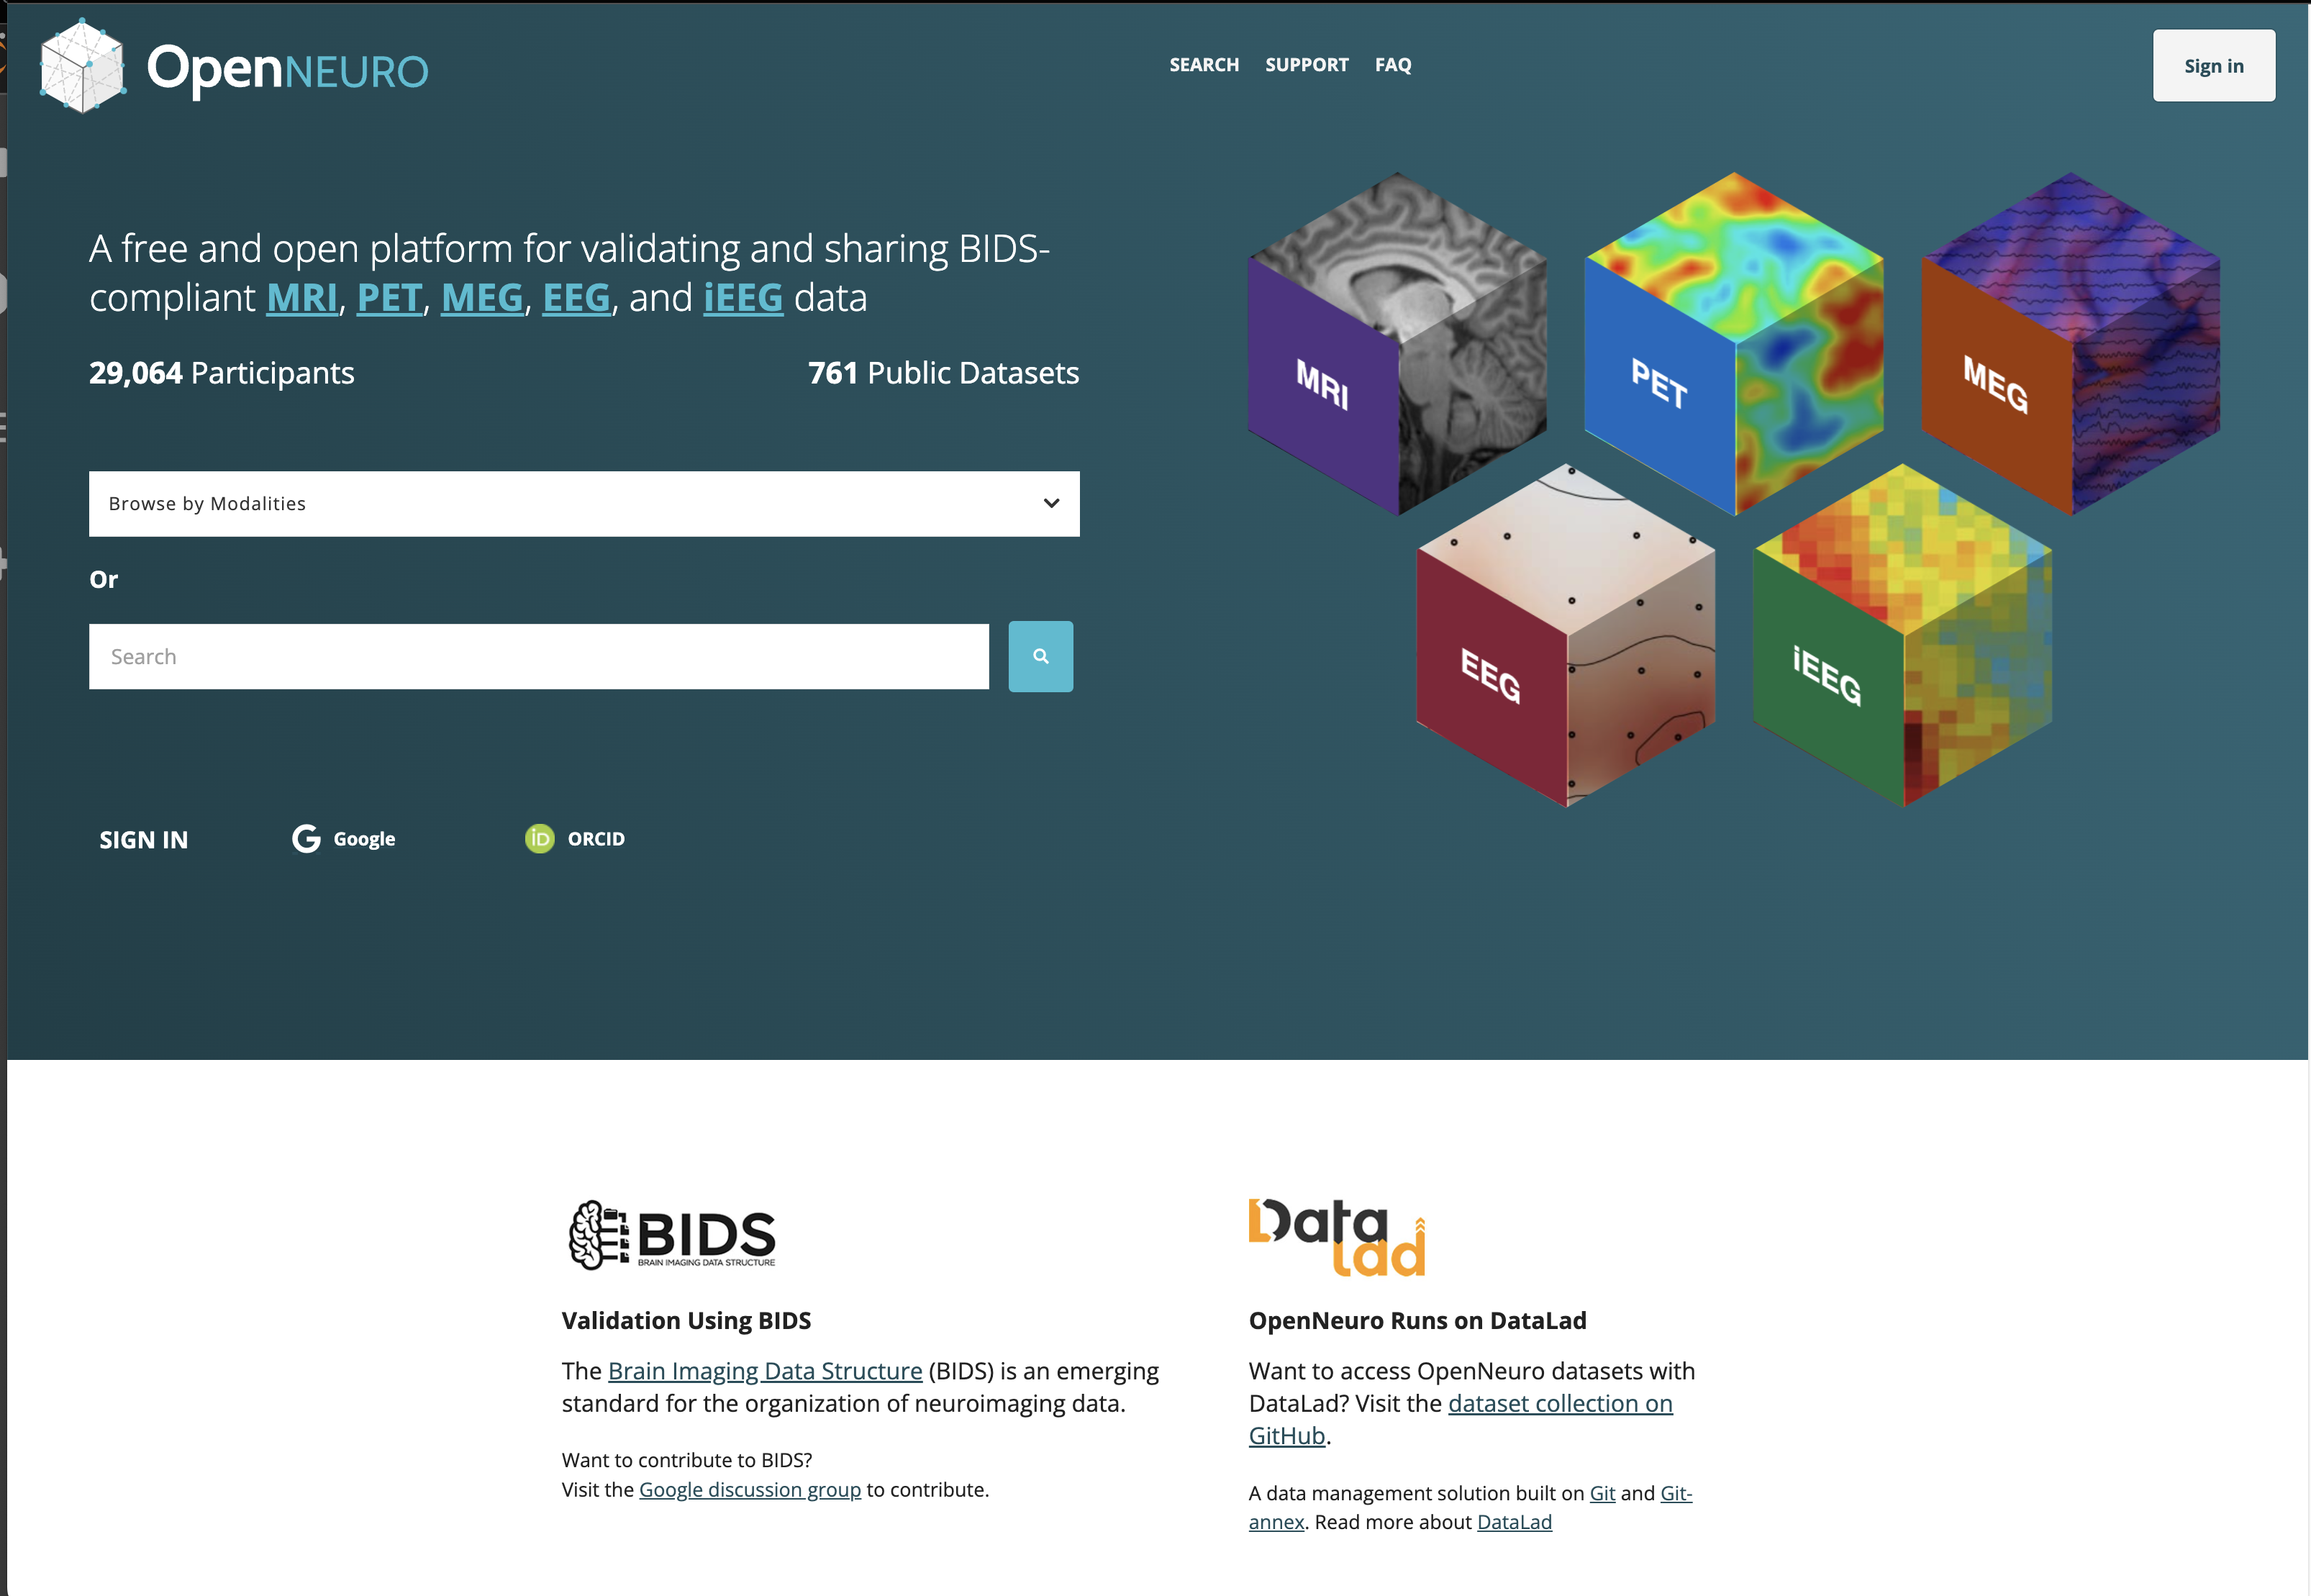 OpenNEURO
SEARCH SUPPORT FAQ
Sign in
A free and open platform for validating and sharing BIDS-
compliant MRI, PET, MEG, EEG, and iEEG data
29,064 Participants
761 Public Datasets
Browse by Modalities
Or
Search
SIGN IN
Google
iD ORCID
MRI
PET
MEG
EEG
iEEG
BIDS
BRAIN IMAGING DATA STRUCTURE
Validation Using BIDS
The Brain Imaging Data Structure (BIDS) is an emerging
standard for the organization of neuroimaging data.
Want to contribute to BIDS?
Visit the Google discussion group to contribute.
Data
lad
OpenNeuro Runs on DataLad
Want to access OpenNeuro datasets with
DataLad? Visit the dataset collection on
GitHub.
A data management solution built on Git and Git-
annex. Read more about DataLad